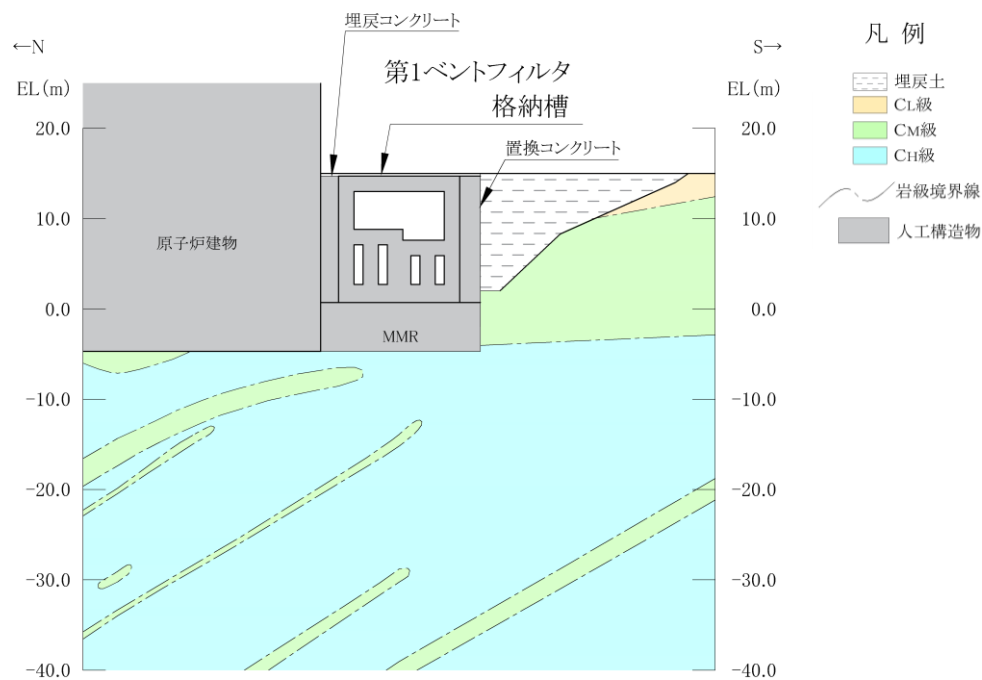 埋戻コンクリート
←N
S→
凡 例
EL(m)
第1ベントフィルタ
格納槽
EL(m)
埋戻土
CL級
CM級
CH級
20.0
20.0
置換コンクリート
岩級境界線
人工構造物
10.0
10.0
原子炉建物
0.0
0.0
MMR
-10.0
-10.0
-20.0
-20.0
-30.0
-30.0
-40.0
-40.0